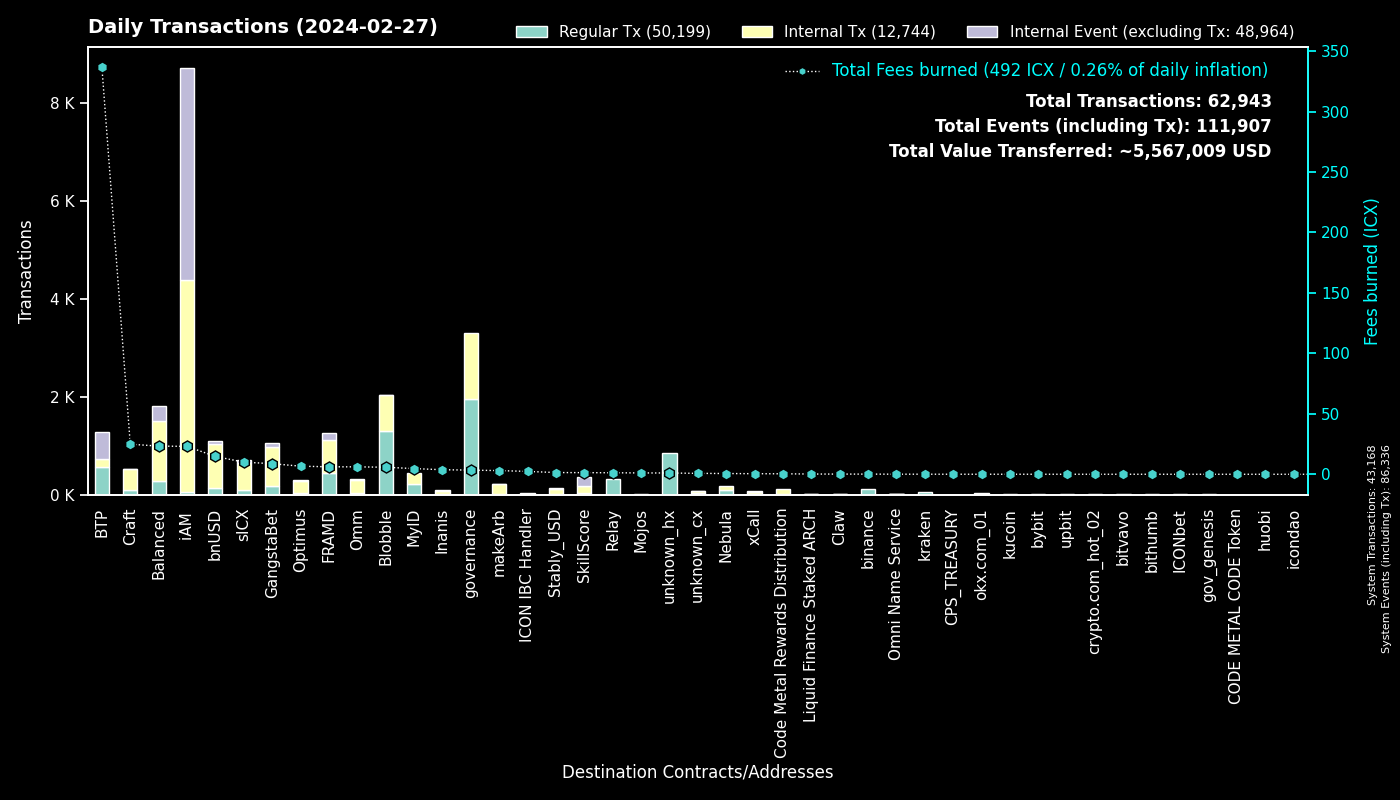 Daily Transactions (2024-02-27)
Regular Tx (50,199)
Internal Tx (12,744)
Internal Event (excluding Tx: 48,964)
Total Fees burned (492 ICX / 0.26% of daily inflation)
Total Transactions: 62,943
Total Events (including Tx): 111,907
Total Value Transferred: ~5,567,009 USD
Transactions
8 K
6 K
4 K
2 K
0 K
350
300
250
200
150
100
50
0
Fees burned (ICX)
BTP
Craft
Balanced
iAM
bnUSD
sICX
GangstaBet
Optimus
FRAMD
Omm
Blobble
MyID
Inanis
governance
makeArb
ICON IBC Handler
Stably_USD
SkillScore
Relay
Mojos
unknown_hx
unknown_cx
Nebula
xCall
Code Metal Rewards Distribution
Liquid Finance Staked ARCH
Claw
binance
Omni Name Service
kraken
CPS_TREASURY
okx.com_01
kucoin
bybit
upbit
crypto.com_hot_02
bitvavo
bithumb
ICONbet
gov_genesis
CODE METAL CODE Token
huobi
icondao
Destination Contracts/Addresses
System Transactions: 43,168
System Events (including Tx): 86,336